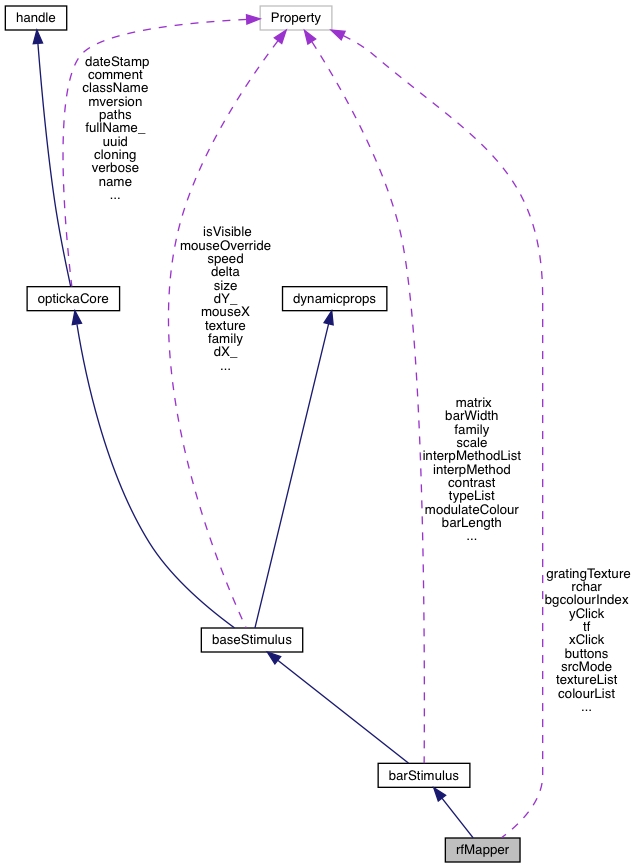 handle
Property
dateStamp
comment
className
mversion
paths
fullName_
uuid
cloning
verbose
name
...
isVisible
mouseOverride
speed
delta
size
dY_
mouseX
texture
family
dX_
...
optickaCore
dynamicprops
matrix
barWidth
family
scale
interpMethodList
interpMethod
contrast
typeList
modulateColour
barLength
...
gratingTexture
rchar
bgcolourIndex
yClick
tf
xClick
buttons
srcMode
textureList
colourList
...
baseStimulus
barStimulus
rfMapper